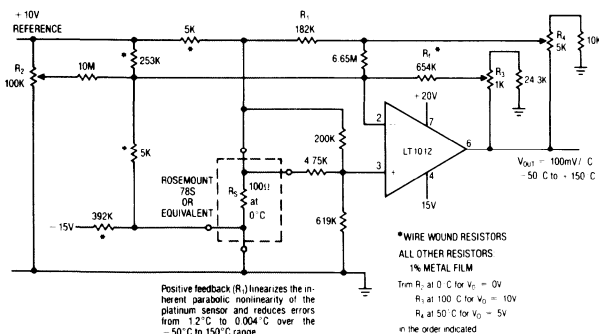 + 10V
REFERENCE
5K
*
R₁
182K
R₄
5K
10K
*
253K
R₂
100K
10M
6.65M
Rf *
654K
R₃
1K
24.3K
+20V
2
7
200K
LT1012
6
*
5K
ROSEMOUNT
78S
OR
EQUIVALENT
100Ω
at
0°C
RS
4 75K
3
+
4
15V
VOUT = 100mV/ C
−50 C to + 150 C
−15V
392K
*
619K
*WIRE WOUND RESISTORS
ALL OTHER RESISTORS
1% METAL FILM
Trim R₂ at 0 C for VO = 0V
R₃ at 100 C for VO = 10V
R₄ at 50 C for VO = 5V
in the order indicated
Positive feedback (R₁) linearizes the in-
herent parabolic nonlinearity of the
platinum sensor and reduces errors
from 1.2°C to 0.004°C over the
−50°C to 150°C range